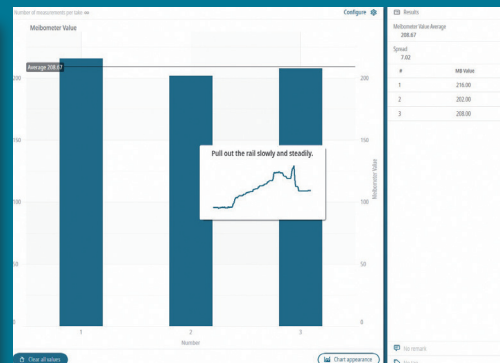 Number of measurements per take
Configure
Meibometer Value
Average 208.67
200
150
100
50
0
200
150
100
50
0
Meibometer Value
1
2
3
Number
Pull out the rail slowly and steadily.
Clear all values
Chart appearance
Results
Meibometer Value Average
208.67
Spread
7.02
# MB Value
1 216.00
2 202.00
3 208.00
No remark